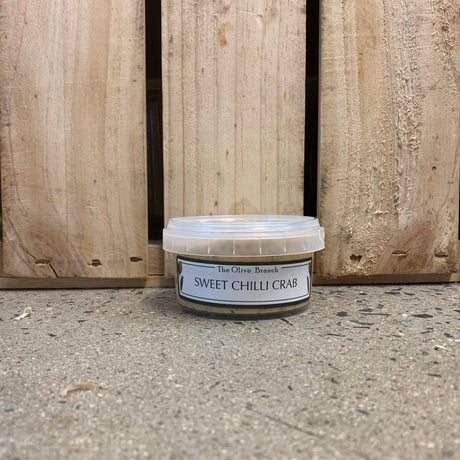 The Olive Branch
SWEET CHILLI CRAB